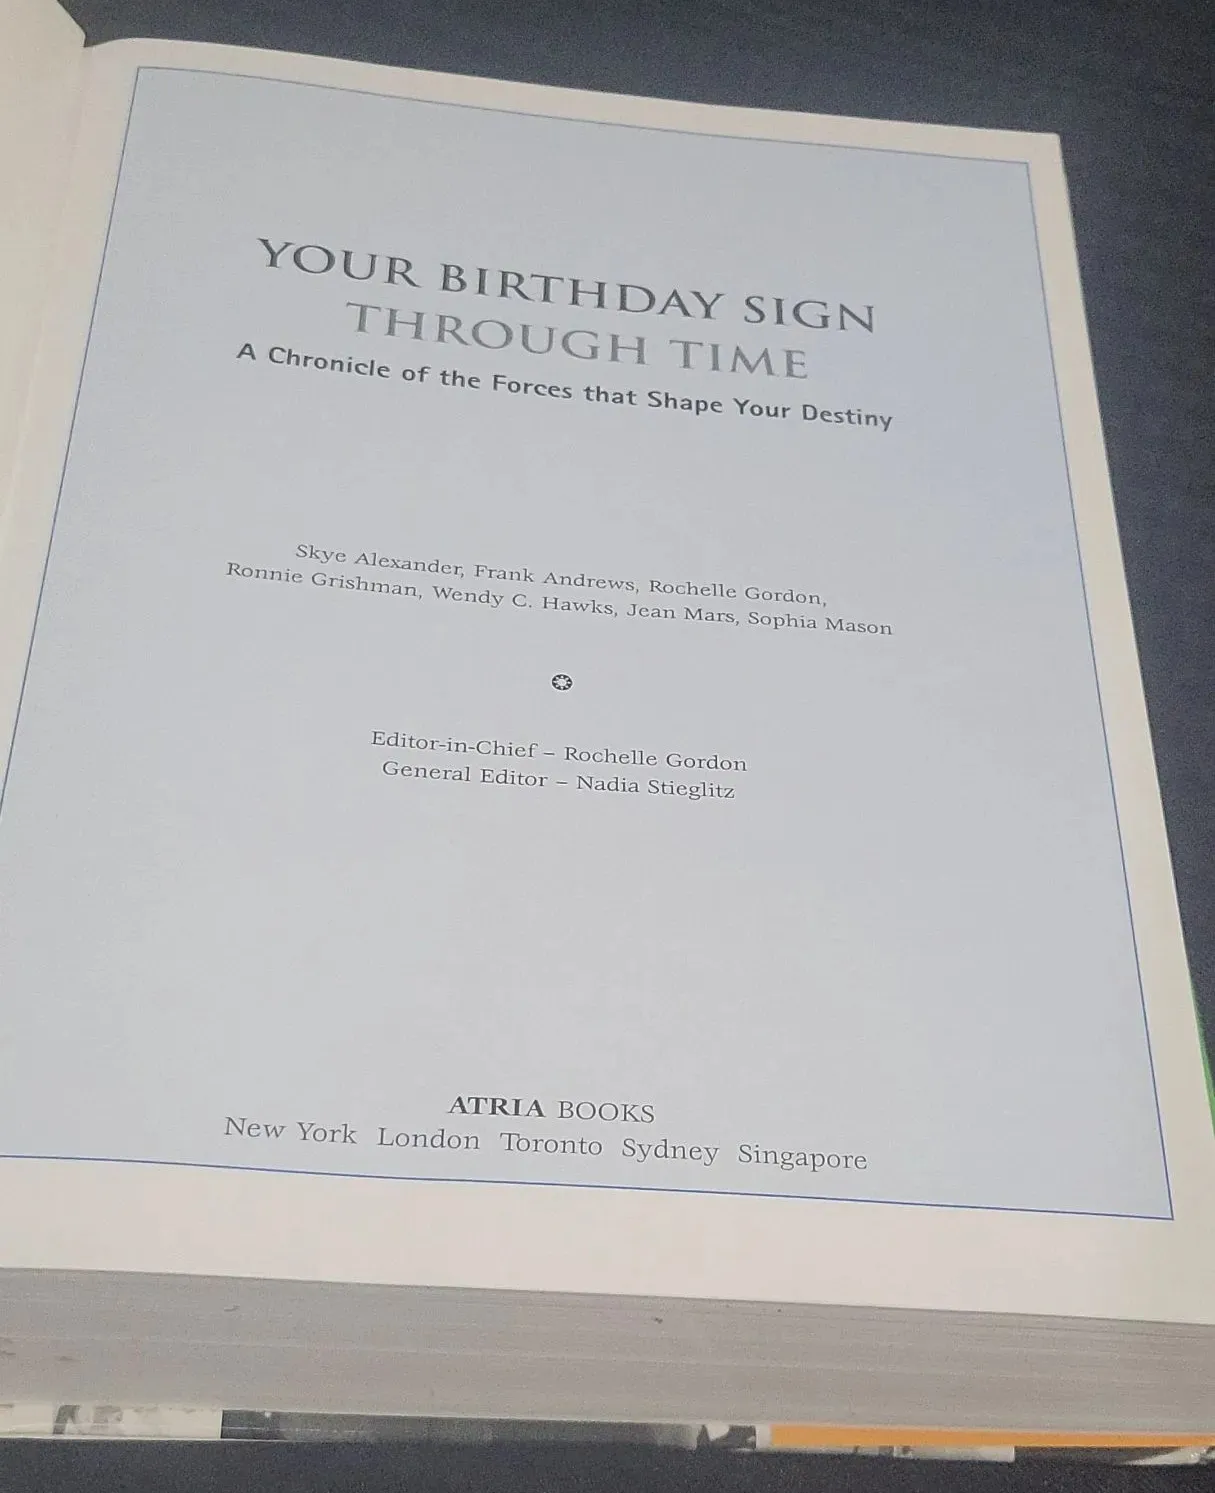 YOUR BIRTHDAY SIGN
THROUGH TIME
A Chronicle of the Forces that Shape Your Destiny
Skye Alexander, Frank Andrews, Rochelle Gordon,
Ronnie Grishman, Wendy C. Hawks, Jean Mars, Sophia Mason
Editor-in-Chief – Rochelle Gordon
General Editor – Nadia Stieglitz
ATRIA BOOKS
New York London Toronto Sydney Singapore